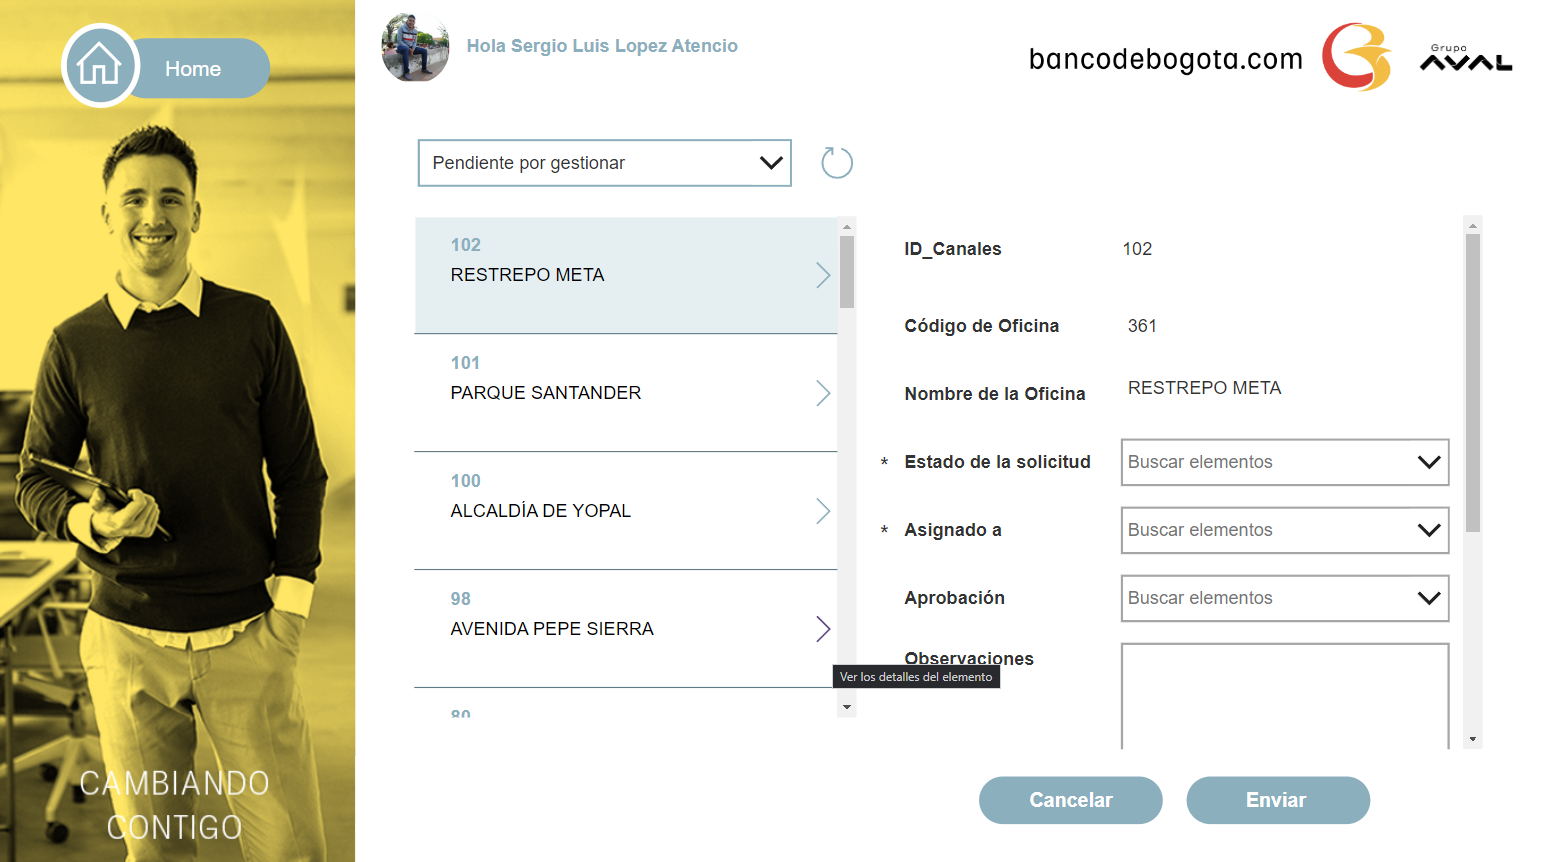 Home
Hola Sergio Luis Lopez Atencio
bancodebogota.com
Grupo
AVAL
Pendiente por gestionar
102
RESTREPO META
101
PARQUE SANTANDER
100
ALCALDÍA DE YOPAL
98
AVENIDA PEPE SIERRA
80
ID_Canales 102
Código de Oficina 361
Nombre de la Oficina RESTREPO META
* Estado de la solicitud Buscar elementos
* Asignado a Buscar elementos
Aprobación Buscar elementos
Observaciones
Ver los detalles del elemento
Cancelar Enviar
CAMBIANDO
CONTIGO